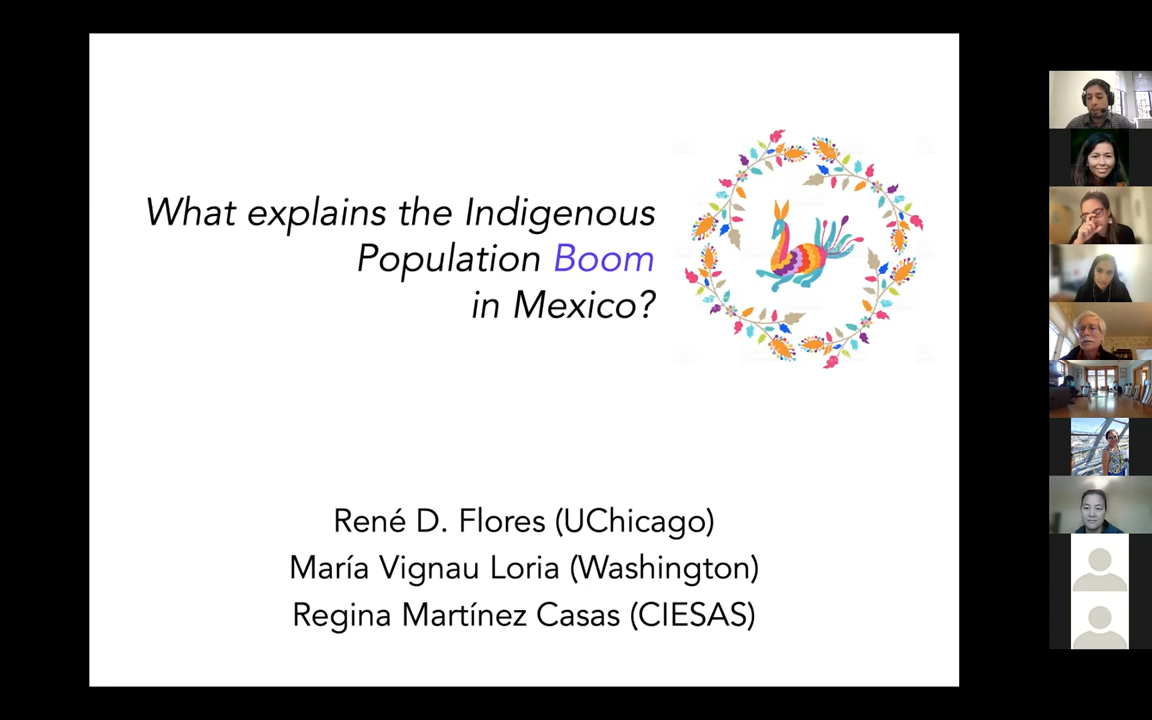 What explains the Indigenous
Population Boom
in Mexico?
René D. Flores (UChicago)
María Vignau Loria (Washington)
Regina Martínez Casas (CIESAS)